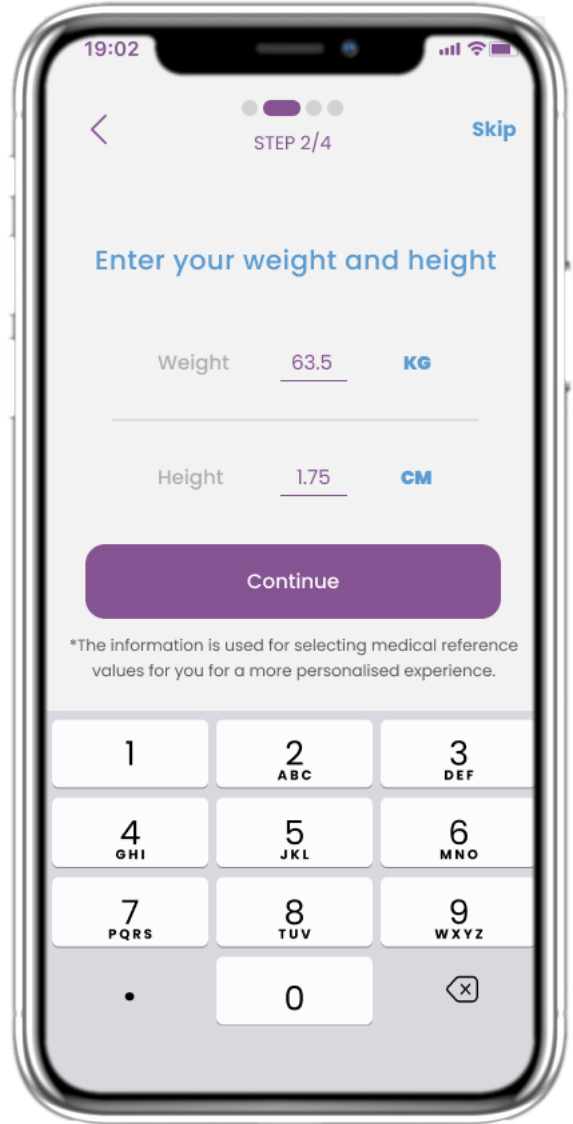 19:02
STEP 2/4
Skip
Enter your weight and height
Weight 63.5 KG
Height 1.75 CM
Continue
*The information is used for selecting medical reference
values for you for a more personalised experience.
1 2 3
ABC DEF
4 5 6
GHI JKL MNO
7 8 9
PQRS TUV WXYZ
. 0